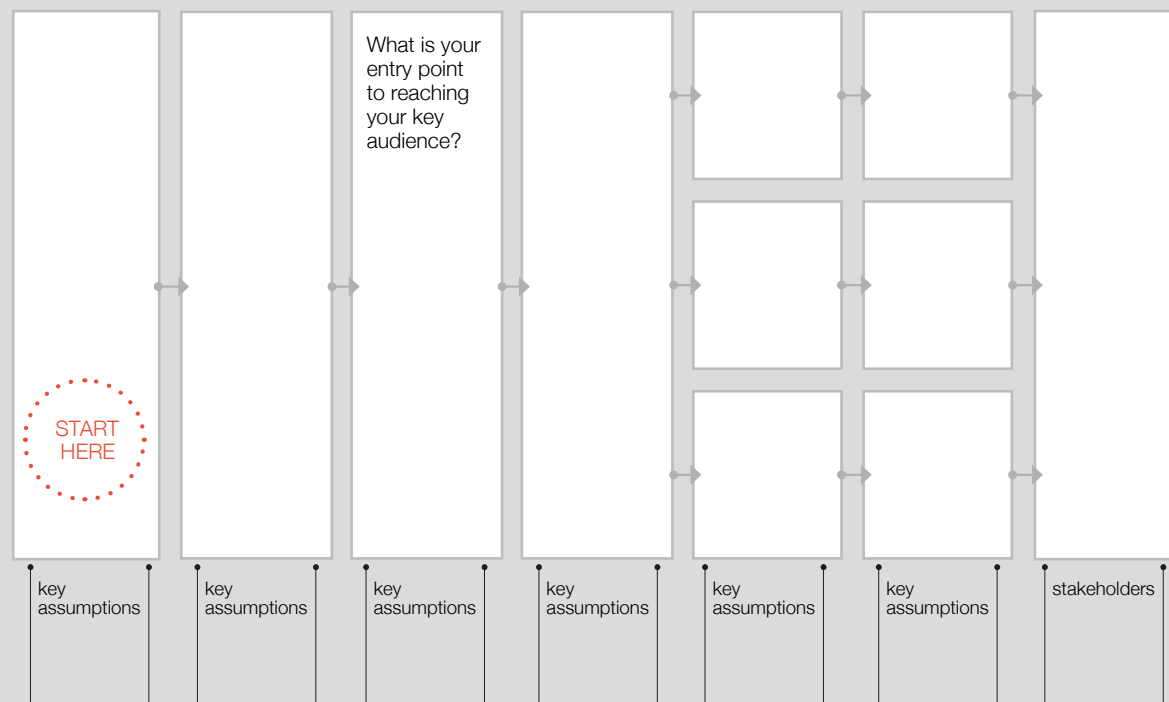 What is your
entry point
to reaching
your key
audience?
START
HERE
key
assumptions
key
assumptions
key
assumptions
key
assumptions
key
assumptions
key
assumptions
stakeholders